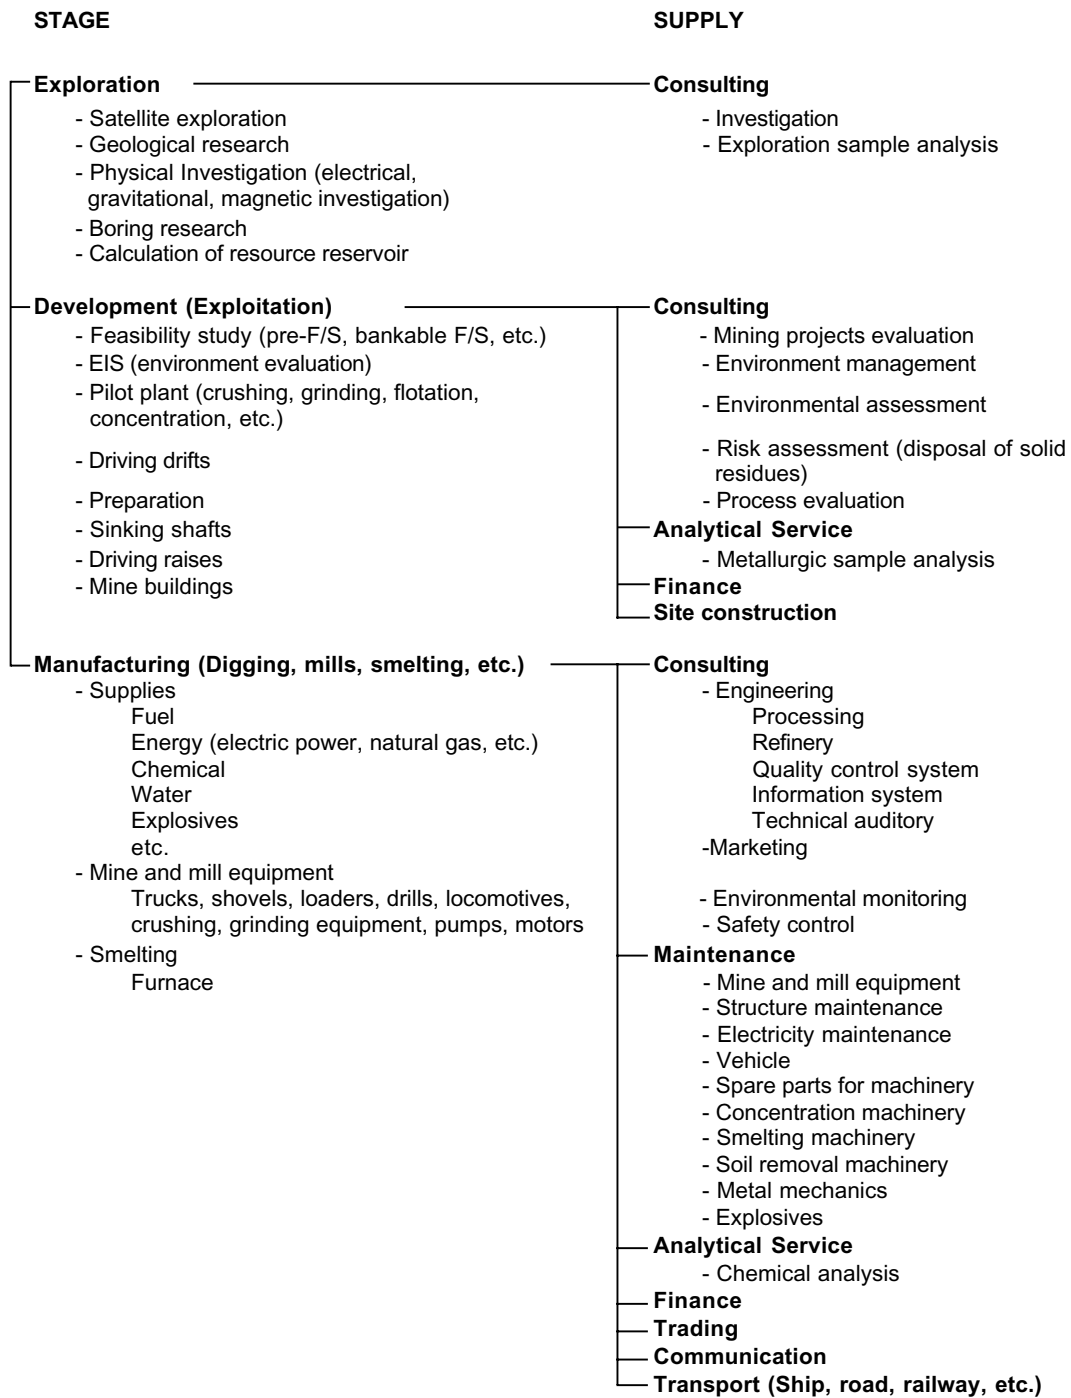 STAGE
SUPPLY
Exploration
Consulting
- Satellite exploration
- Investigation
- Geological research
- Exploration sample analysis
- Physical Investigation (electrical,
gravitational, magnetic investigation)
- Boring research
- Calculation of resource reservoir
Development (Exploitation)
Consulting
- Feasibility study (pre-F/S, bankable F/S, etc.)
- Mining projects evaluation
- EIS (environment evaluation)
- Environment management
- Pilot plant (crushing, grinding, flotation,
concentration, etc.)
- Environmental assessment
- Driving drifts
- Risk assessment (disposal of solid
residues)
- Preparation
- Process evaluation
- Sinking shafts
Analytical Service
- Driving raises
- Metallurgic sample analysis
- Mine buildings
Finance
Site construction
Manufacturing (Digging, mills, smelting, etc.)
Consulting
- Supplies
- Engineering
Fuel
Processing
Energy (electric power, natural gas, etc.)
Refinery
Chemical
Quality control system
Water
Information system
Explosives
Technical auditory
etc.
-Marketing
- Mine and mill equipment
Trucks, shovels, loaders, drills, locomotives,
- Environmental monitoring
crushing, grinding equipment, pumps, motors
- Safety control
- Smelting
Maintenance
Furnace
- Mine and mill equipment
- Structure maintenance
- Electricity maintenance
- Vehicle
- Spare parts for machinery
- Concentration machinery
- Smelting machinery
- Soil removal machinery
- Metal mechanics
- Explosives
Analytical Service
- Chemical analysis
Finance
Trading
Communication
Transport (Ship, road, railway, etc.)